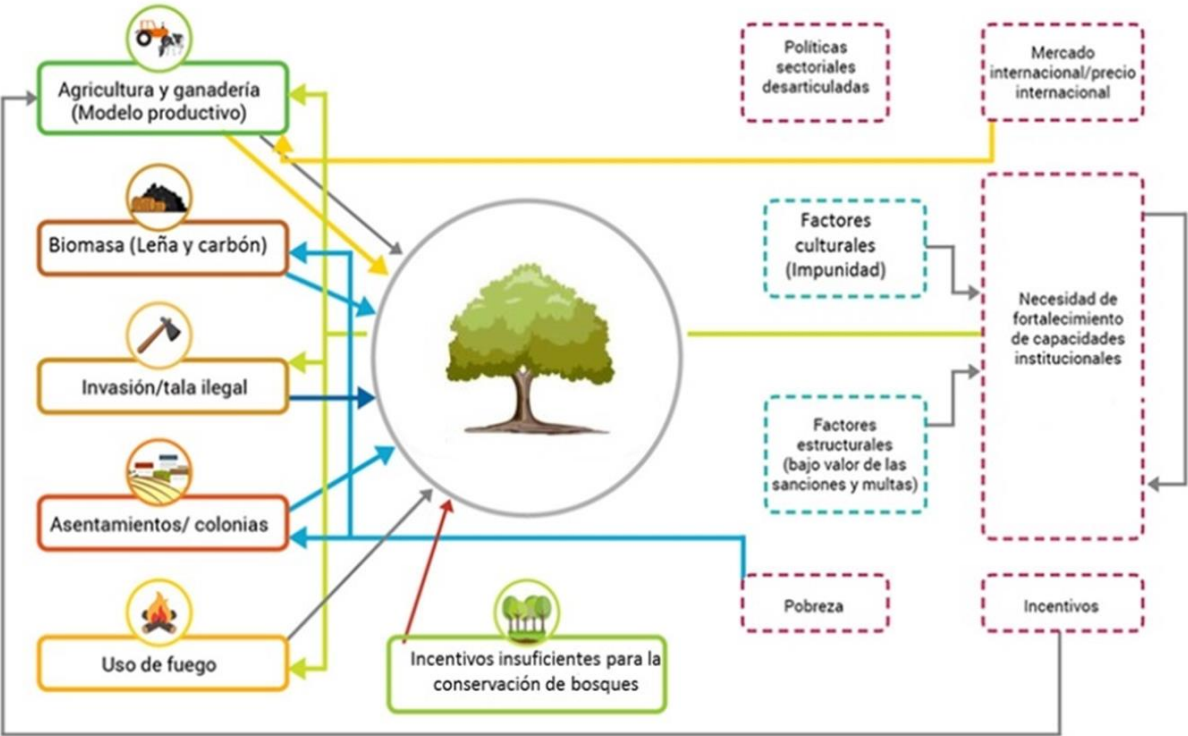 Agricultura y ganadería
(Modelo productivo)
Biomasa (Leña y carbón)
Invasión/tala ilegal
Asentamientos/ colonias
Uso de fuego
Incentivos insuficientes para la
conservación de bosques
Políticas
sectoriales
desarticuladas
Mercado
internacional/precio
internacional
Factores
culturales
(Impunidad)
Necesidad de
fortalecimiento
de capacidades
institucionales
Factores
estructurales
(bajo valor de las
sanciones y multas)
Pobreza
Incentivos